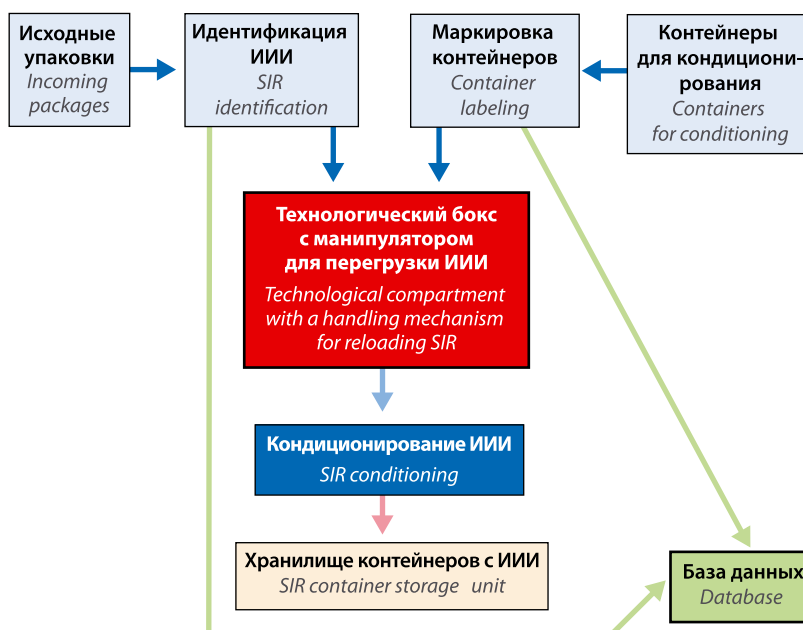 Исходные
упаковки
Incoming
packages
Идентификация
ИИИ
SIR
identification
Маркировка
контейнеров
Container
labeling
Контейнеры
для кондициони-
рования
Containers
for conditioning
Технологический бокс
с манипулятором
для перегрузки ИИИ
Technological compartment
with a handling mechanism
for reloading SIR
Кондиционирование ИИИ
SIR conditioning
Хранилище контейнеров с ИИИ
SIR container storage unit
База данных
Database